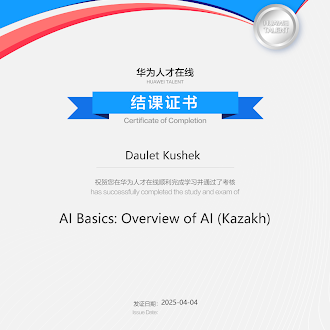 HUAWEI
TALENT
华为人才在线
HUAWEI TALENT
结课证书
Certificate of Completion
Daulet Kushek
祝贺您在华为人才在线顺利完成学习并通过了考核
has successfully completed the study and exam of
AI Basics: Overview of AI (Kazakh)
发证日期: 2025-04-04
Issue Date: